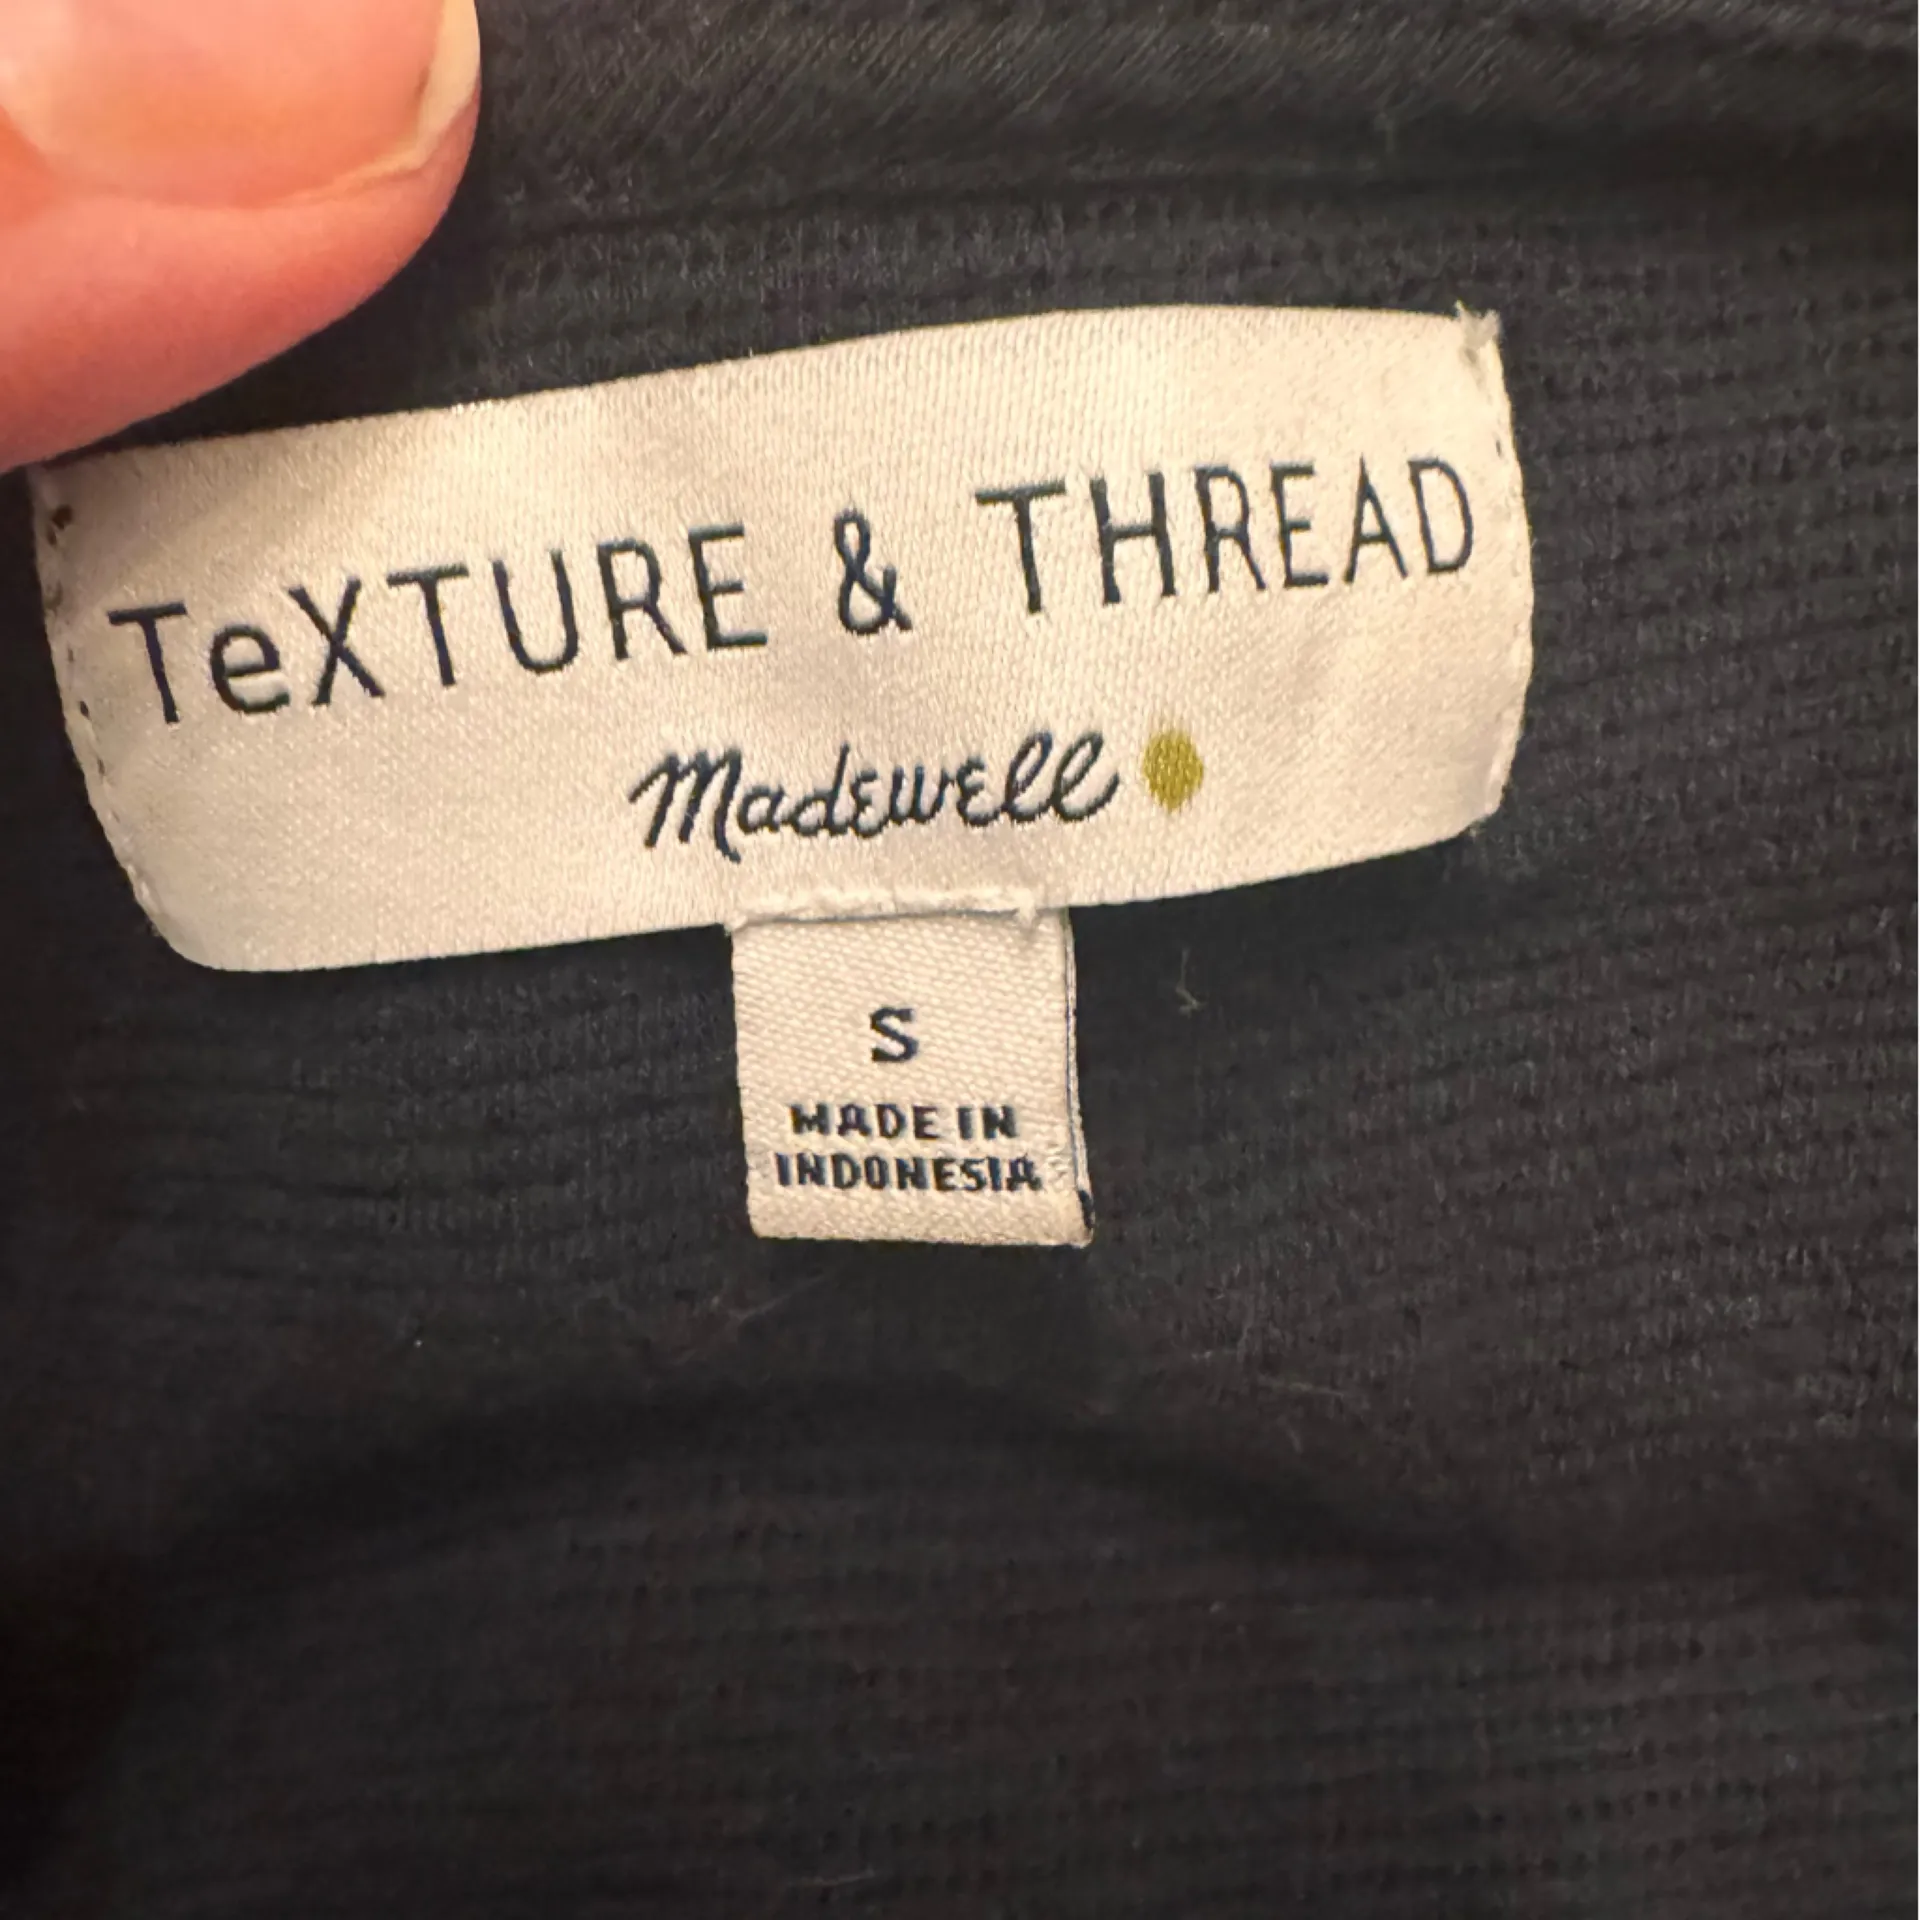 TeXTURE & THREAD
Madewell
S
MADE IN
INDONESIA